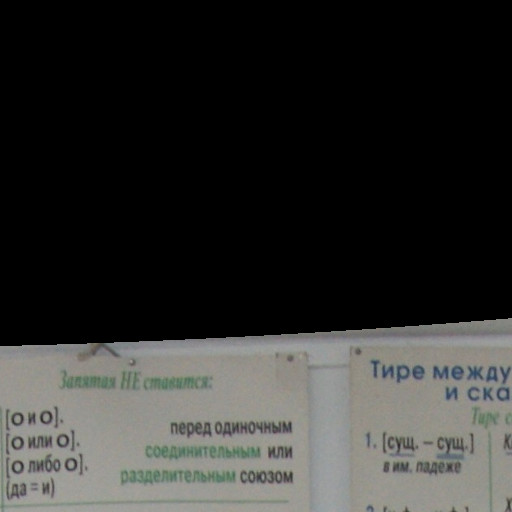 Запятая НЕ ставится:
[О и О].
[О или О].
[О либо О].
(да = и)
перед одиночным
соединительным или
разделительным союзом
Тире между
и ска
Тире с
1. [сущ. – сущ.]
в им. падеже